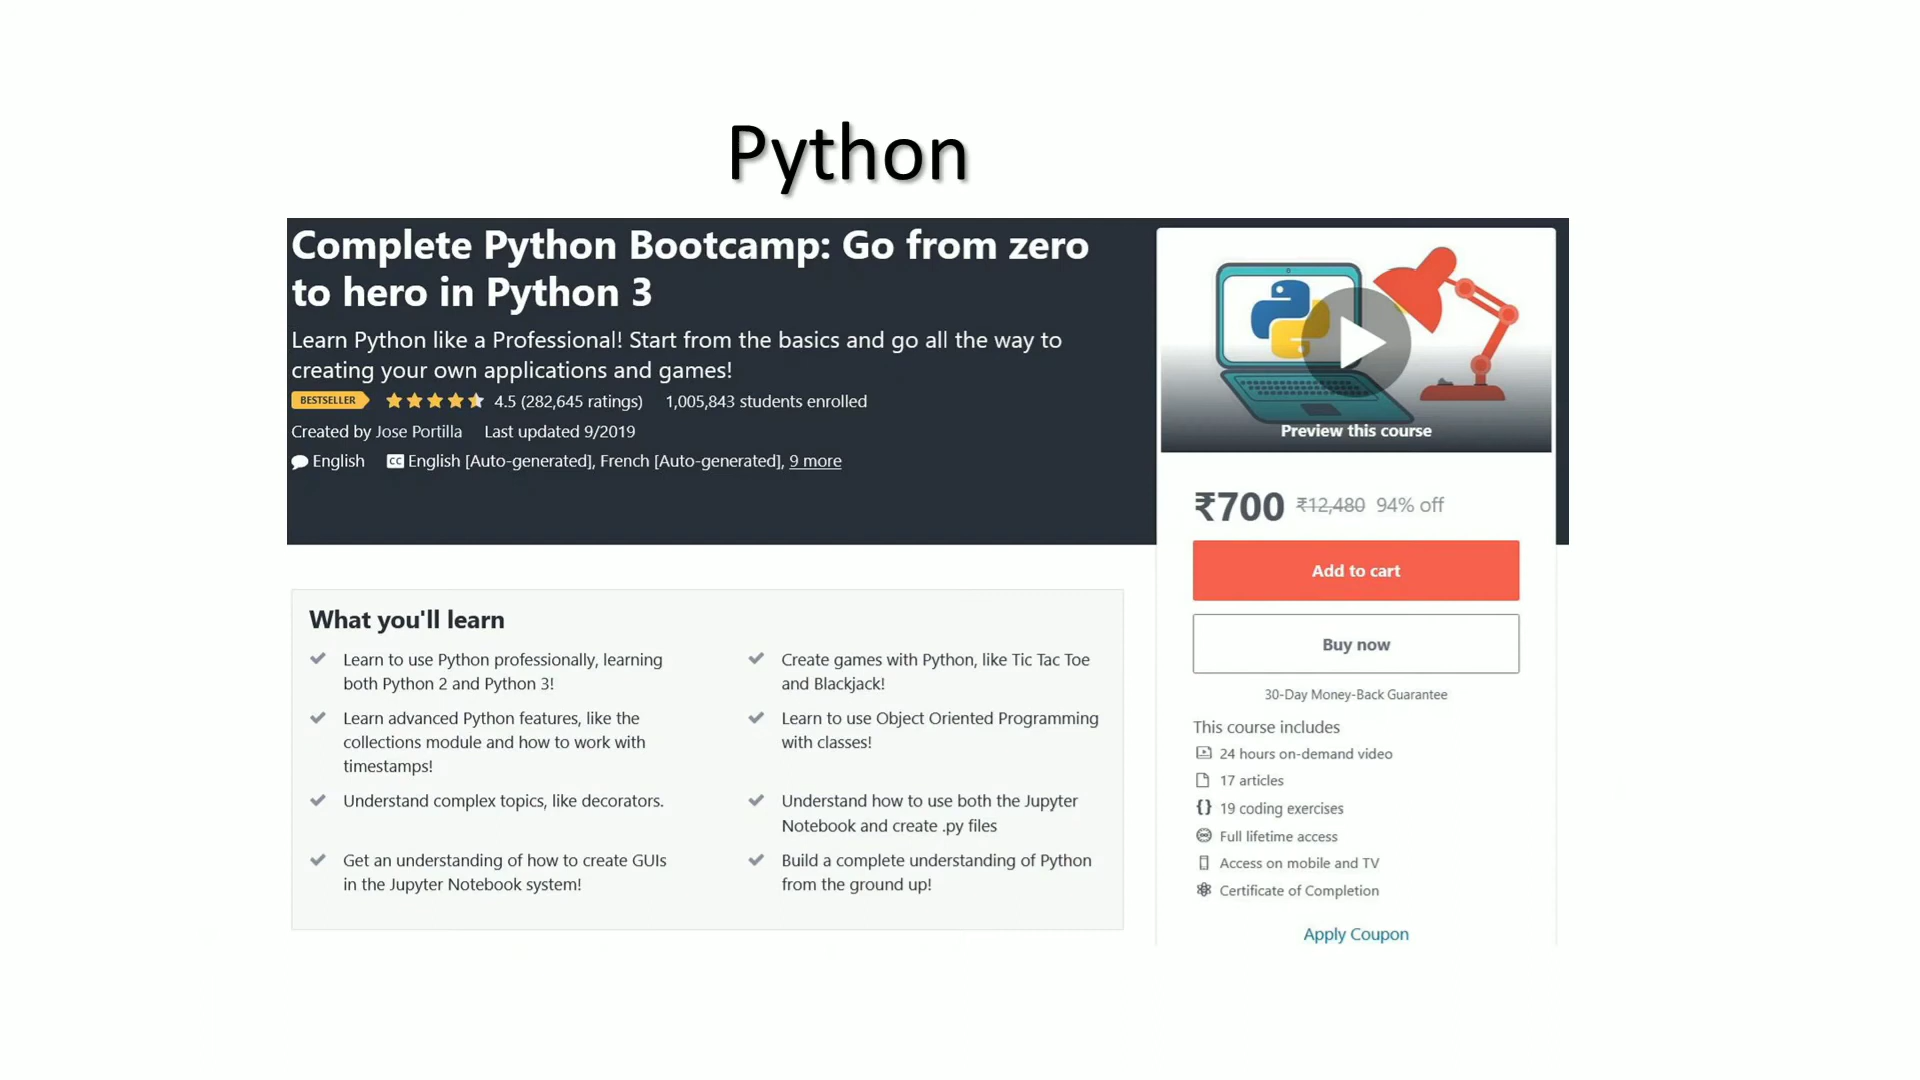 Python
Complete Python Bootcamp: Go from zero
to hero in Python 3
Learn Python like a Professional! Start from the basics and go all the way to
creating your own applications and games!
BESTSELLER 4.5 (282,645 ratings) 1,005,843 students enrolled
Created by Jose Portilla Last updated 9/2019
English CC English [Auto-generated], French [Auto-generated], 9 more
Preview this course
₹700 ₹12,480 94% off
Add to cart
Buy now
30-Day Money-Back Guarantee
This course includes
24 hours on-demand video
17 articles
{} 19 coding exercises
Full lifetime access
Access on mobile and TV
Certificate of Completion
Apply Coupon
What you'll learn
Learn to use Python professionally, learning
both Python 2 and Python 3!
Learn advanced Python features, like the
collections module and how to work with
timestamps!
Understand complex topics, like decorators.
Get an understanding of how to create GUIs
in the Jupyter Notebook system!
Create games with Python, like Tic Tac Toe
and Blackjack!
Learn to use Object Oriented Programming
with classes!
Understand how to use both the Jupyter
Notebook and create .py files
Build a complete understanding of Python
from the ground up!